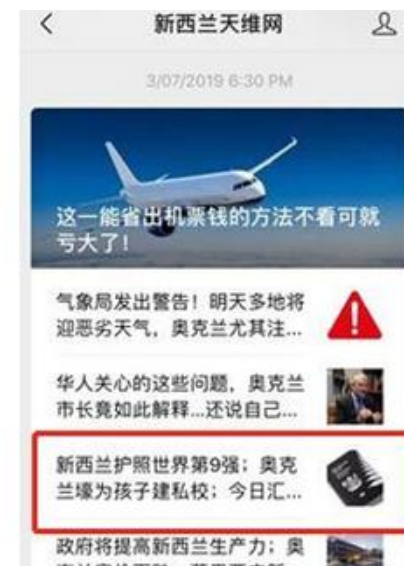 新西兰天维网
3/07/2019 6:30 PM
这一能省出机票钱的方法不看可就
亏大了!
气象局发出警告!明天多地将
迎恶劣天气,奥克兰尤其注...
华人关心的这些问题,奥克兰
市长竟如此解释...还说自己...
新西兰护照世界第9强;奥克
兰壕为孩子建私校;今日汇...
政府将提高新西兰生产力;奥